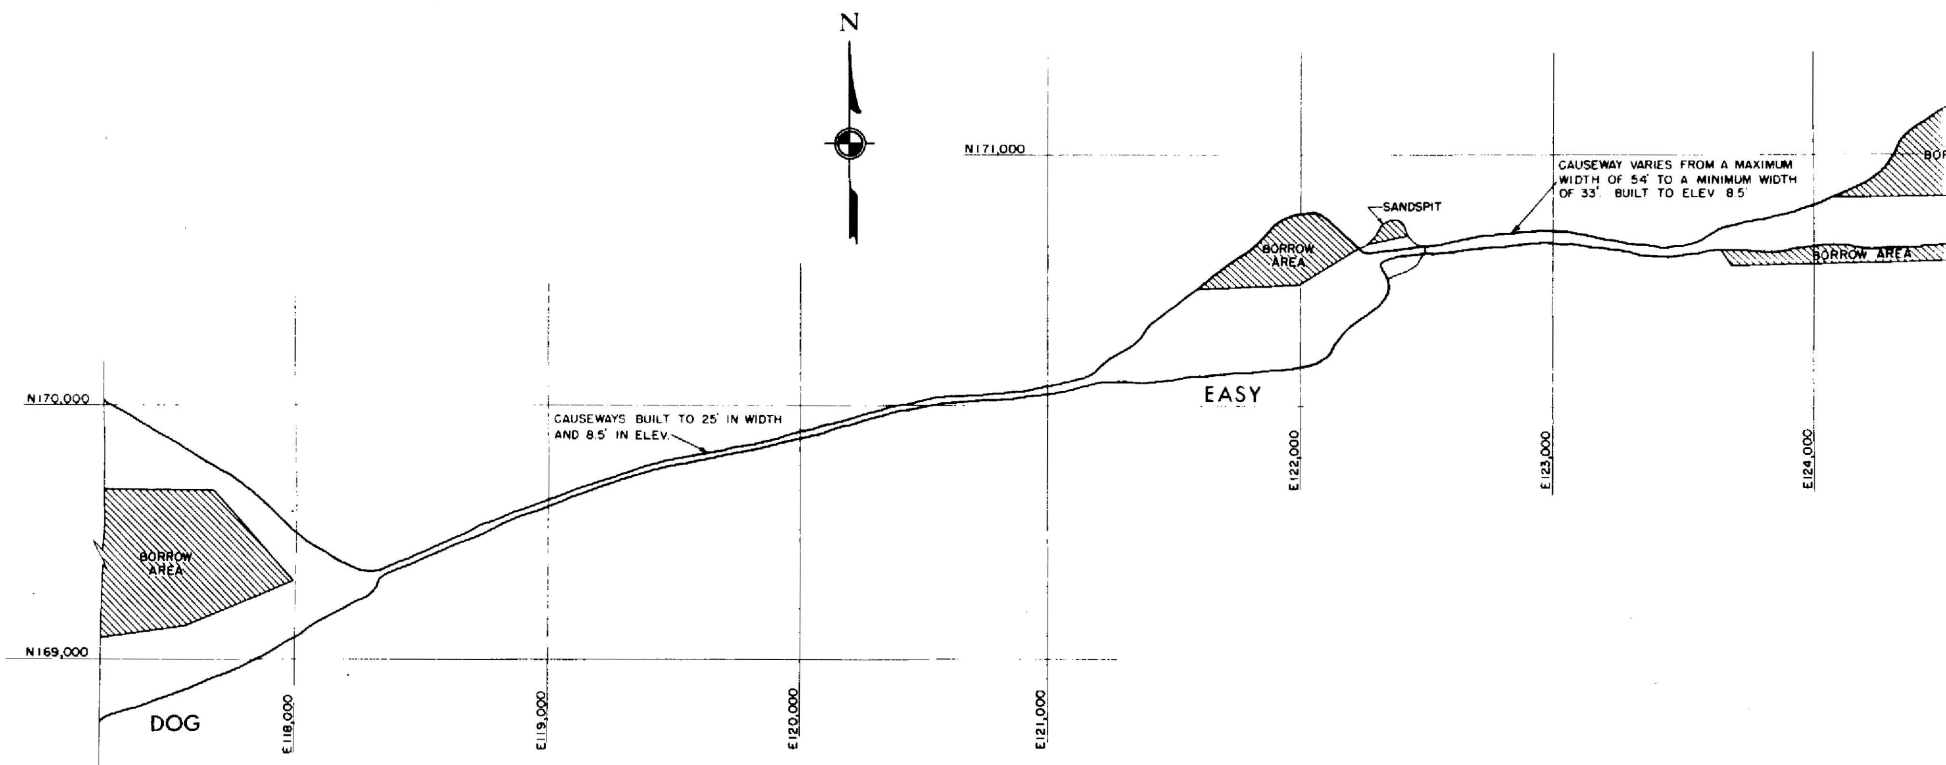 N
N171,000
CAUSEWAY VARIES FROM A MAXIMUM
WIDTH OF 54' TO A MINIMUM WIDTH
OF 33'. BUILT TO ELEV 8.5'
BOR
SANDSPIT
BORROW
AREA
BORROW AREA
N170,000
CAUSEWAYS BUILT TO 25' IN WIDTH
AND 8.5' IN ELEV.
EASY
E122,000
E123,000
E124,000
BORROW
AREA
N169,000
DOG
E118,000
E119,000
E120,000
E121,000